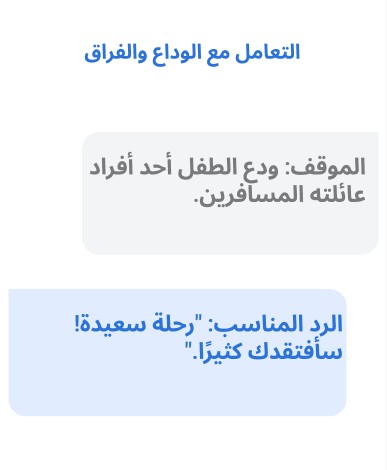 التعامل مع الوداع والفراق
الموقف: ودع الطفل أحد أفراد
عائلته المسافرين.
الرد المناسب: "رحلة سعيدة!
سأفتقدك كثيرًا."